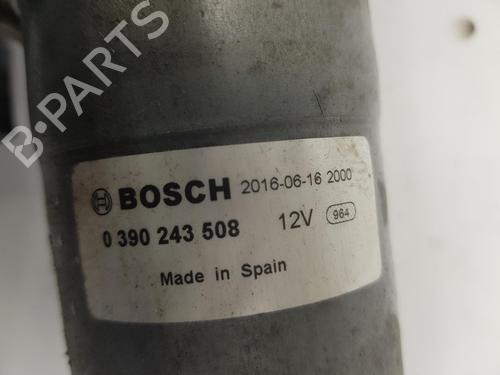 B-PARTS
BOSCH 2016-06-16 2000
0 390 243 508 12V 964
Made in Spain